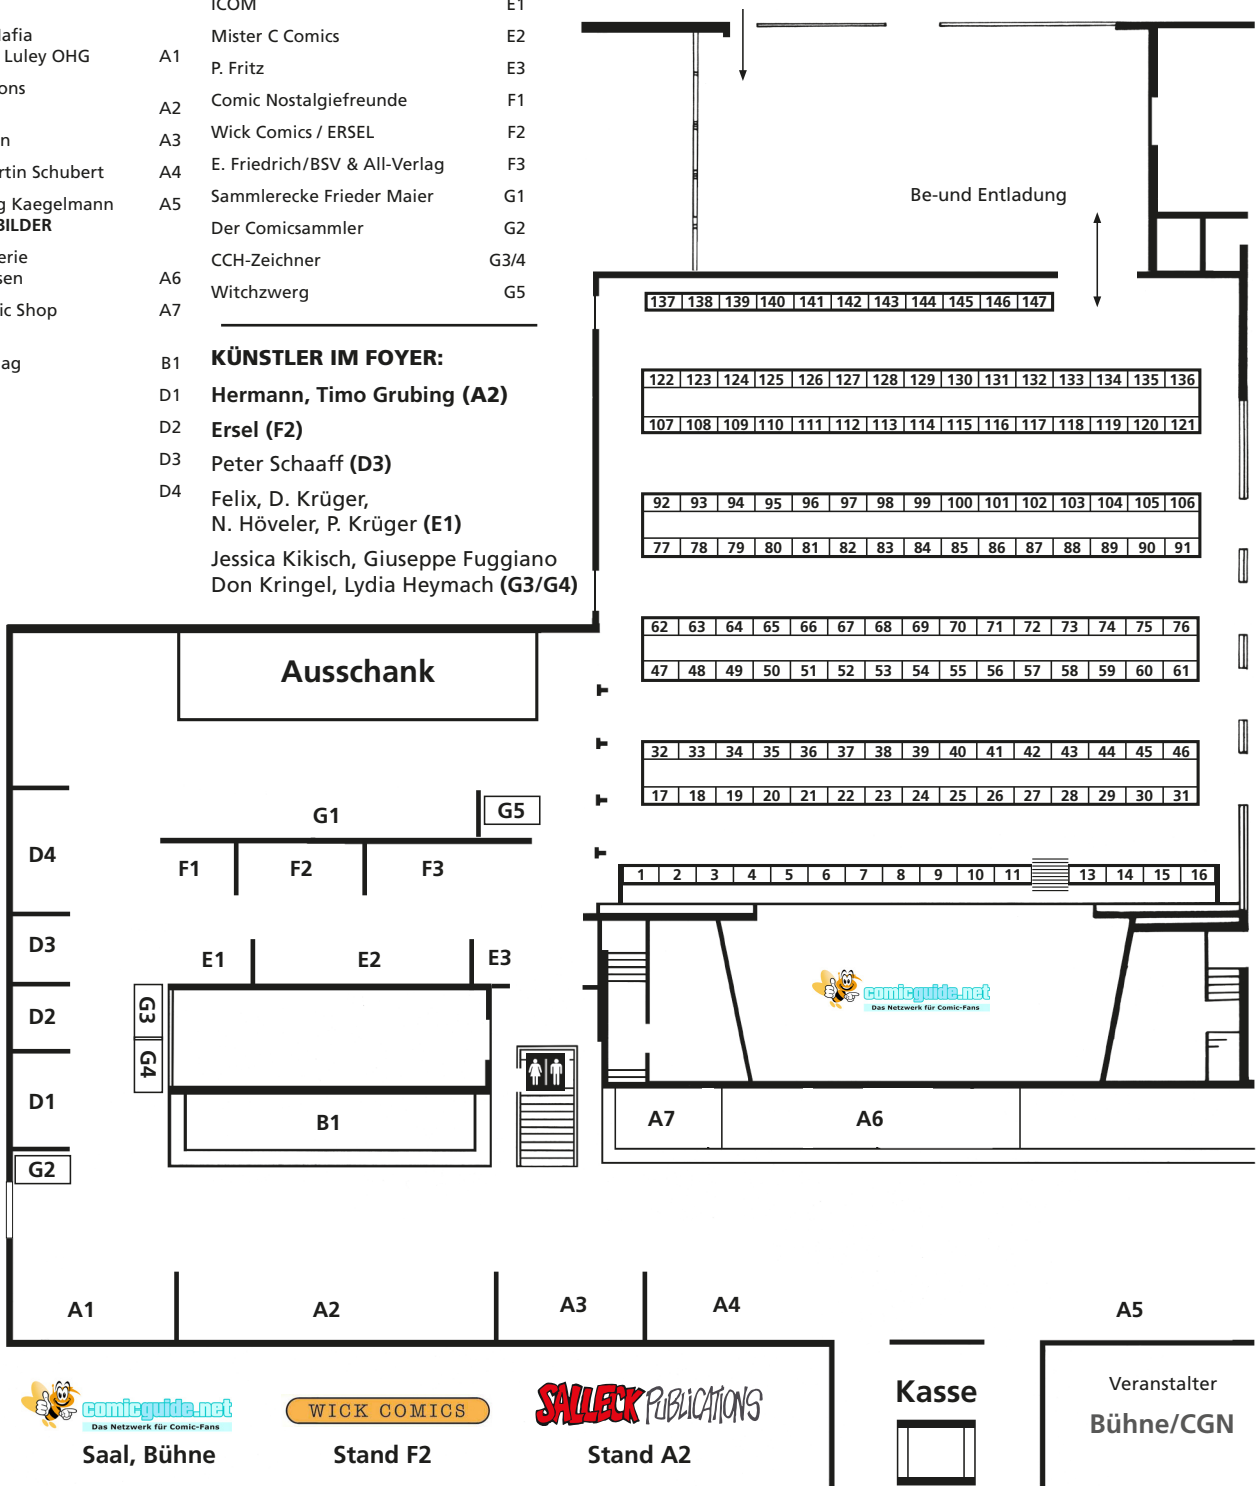 Mafia
Luley OHG A1
ons
A2
n A3
rtin Schubert A4
g Kaegelmann A5
BILDER
erie
sen A6
ic Shop A7
ag B1
D1
D2
D3
D4
ICOM E1
Mister C Comics E2
P. Fritz E3
Comic Nostalgiefreunde F1
Wick Comics / ERSEL F2
E. Friedrich/BSV & All-Verlag F3
Sammlerecke Frieder Maier G1
Der Comicsammler G2
CCH-Zeichner G3/4
Witchzwerg G5
KÜNSTLER IM FOYER:
Hermann, Timo Grubing (A2)
Ersel (F2)
Peter Schaaff (D3)
Felix, D. Krüger,
N. Höveler, P. Krüger (E1)
Jessica Kikisch, Giuseppe Fuggiano
Don Kringel, Lydia Heymach (G3/G4)
Be-und Entladung
137 138 139 140 141 142 143 144 145 146 147
122 123 124 125 126 127 128 129 130 131 132 133 134 135 136
107 108 109 110 111 112 113 114 115 116 117 118 119 120 121
92 93 94 95 96 97 98 99 100 101 102 103 104 105 106
77 78 79 80 81 82 83 84 85 86 87 88 89 90 91
62 63 64 65 66 67 68 69 70 71 72 73 74 75 76
47 48 49 50 51 52 53 54 55 56 57 58 59 60 61
32 33 34 35 36 37 38 39 40 41 42 43 44 45 46
17 18 19 20 21 22 23 24 25 26 27 28 29 30 31
1 2 3 4 5 6 7 8 9 10 11 13 14 15 16
Ausschank
G1 G5
D4 F1 F2 F3
D3 E1 E2 E3
D2 G3
G4
D1 B1
G2
comicguide.net
Das Netzwerk für Comic-Fans
A7 A6
A1 A2 A3 A4 A5
comicguide.net
Das Netzwerk für Comic-Fans
Saal, Bühne
WICK COMICS
Stand F2
SALLECK PUBLICATIONS
Stand A2
Kasse
Veranstalter
Bühne/CGN